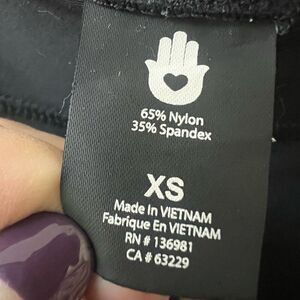 65% Nylon
35% Spandex
XS
Made In VIETNAM
Fabrique En VIETNAM
RN # 136981
CA # 63229